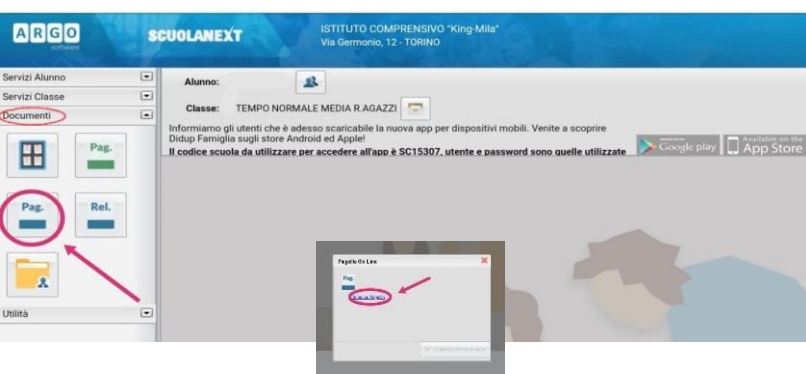 ARGO
software
SCUOLANEXT
ISTITUTO COMPRENSIVO "King-Mila"
Via Germonio, 12 - TORINO
Servizi Alunno
Servizi Classe
Documenti
Pag.
Pag.
Rel.
Utilità
Alunno:
Classe: TEMPO NORMALE MEDIA R.AGAZZI
Informiamo gli utenti che è adesso scaricabile la nuova app per dispositivi mobili. Venite a scoprire
Didup Famiglia sugli store Android ed Apple!
Il codice scuola da utilizzare per accedere all'app è SC15307, utente e password sono quelle utilizzate
Google play
Available on the
App Store
Pagelle On Line
Pag.